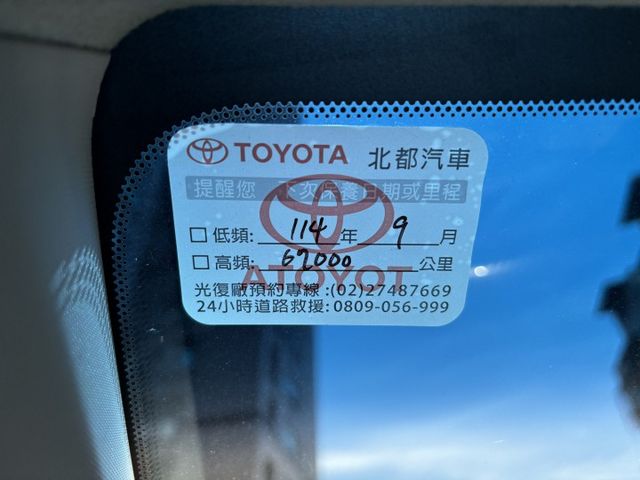 TOYOTA 北都汽車
提醒您 下次保養日期或里程
□ 低頻: 114 年 9 月
□ 高頻: 62000 公里
光復廠預約專線:(02)27487669
24小時道路救援:0809-056-999